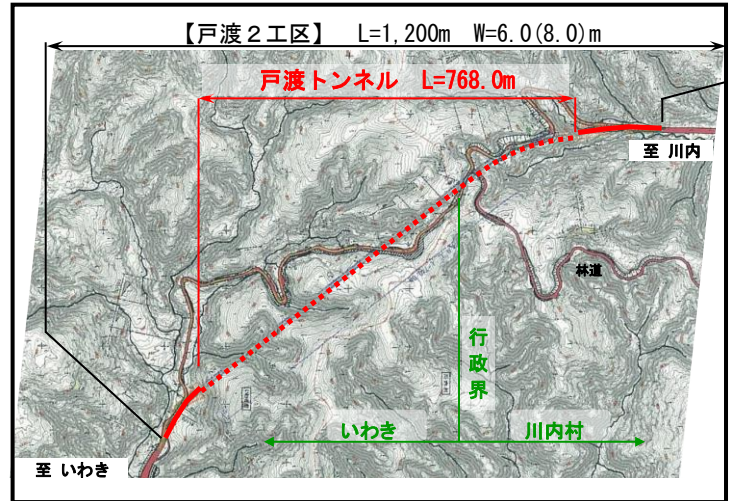 【戸渡２工区】 L=1,200m W=6.0(8.0)m
戸渡トンネル L=768.0m
至 川内
林道
行政界
いわき
川内村
至 いわき